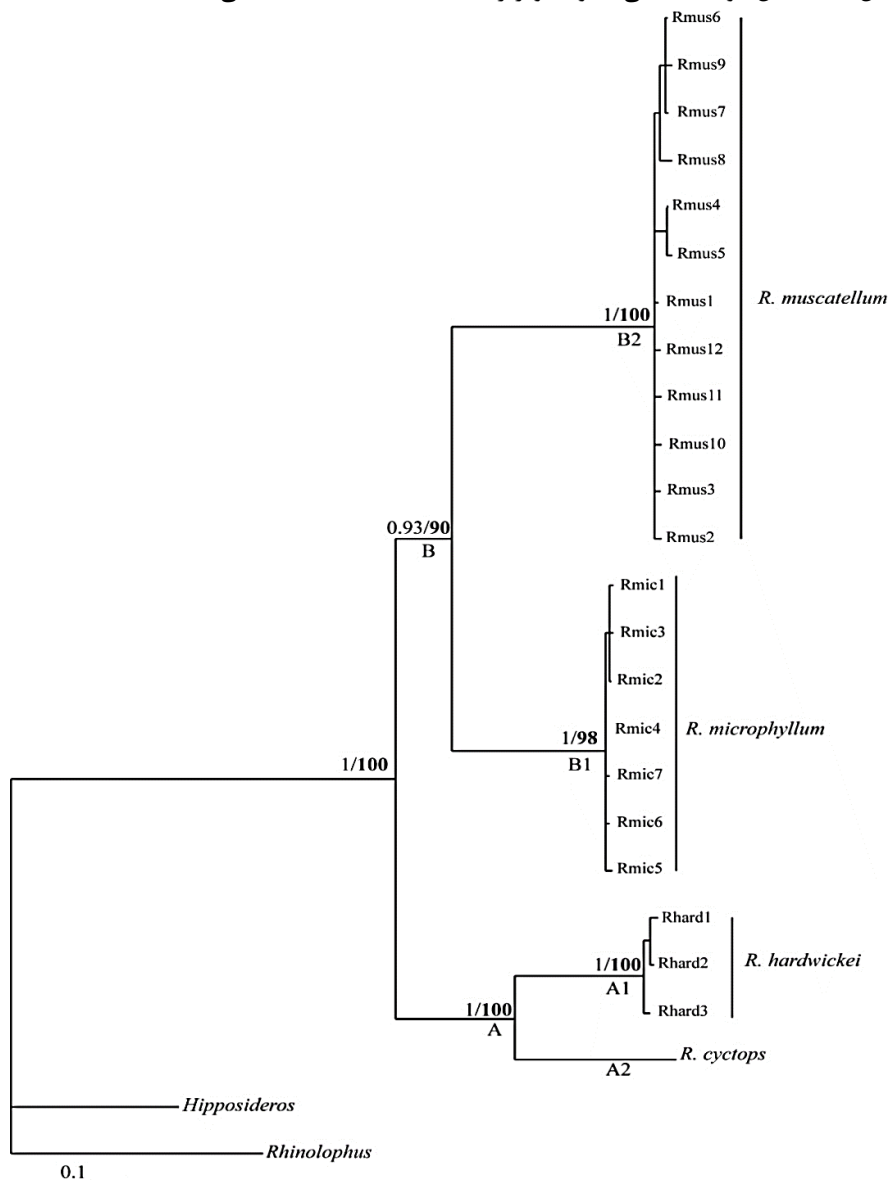 Rmus6
Rmus9
Rmus7
Rmus8
Rmus4
Rmus5
Rmus1
R. muscatellum
1/100
B2
Rmus12
Rmus11
Rmus10
Rmus3
0.93/90
Rmus2
B
Rmic1
Rmic3
Rmic2
Rmic4
R. microphyllum
1/98
B1
1/100
Rmic7
Rmic6
Rmic5
Rhard1
1/100
Rhard2
R. hardwickei
A1
1/100
Rhard3
A
R. cyctops
A2
Hipposideros
Rhinolophus
0.1